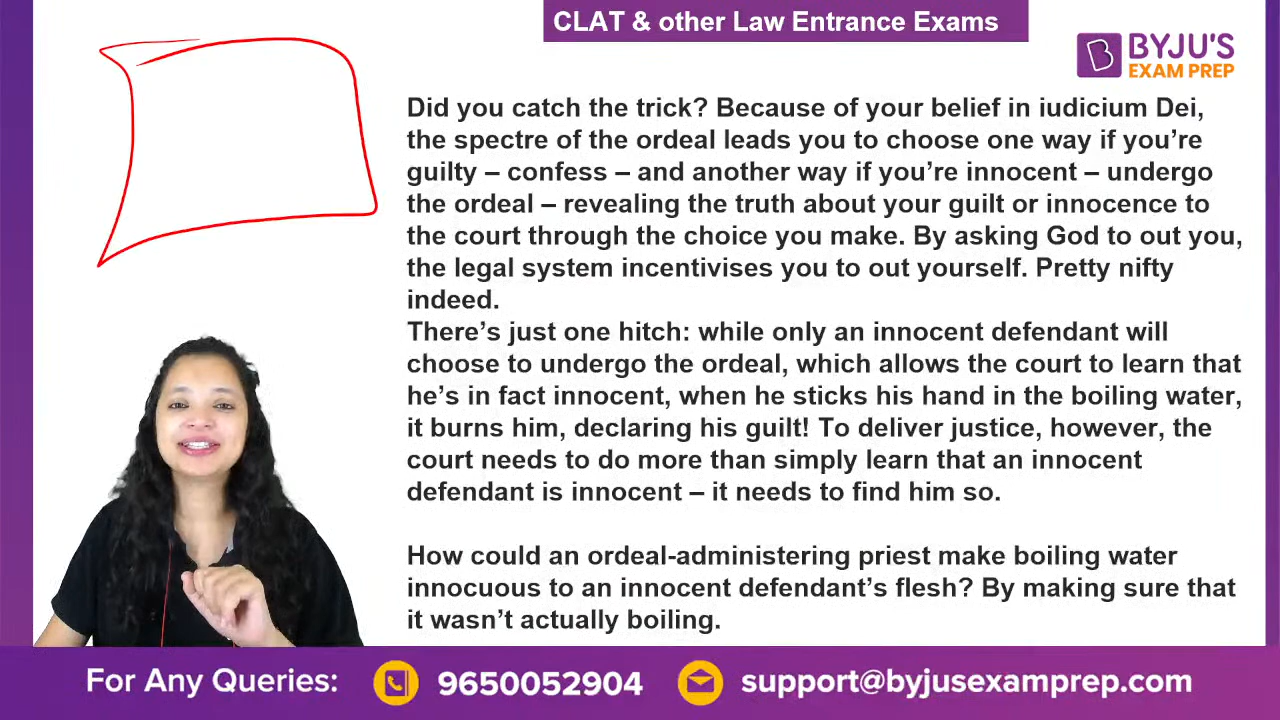 CLAT & other Law Entrance Exams
BYJU'S
EXAM PREP
Did you catch the trick? Because of your belief in iudicium Dei,
the spectre of the ordeal leads you to choose one way if you’re
guilty – confess – and another way if you’re innocent – undergo
the ordeal – revealing the truth about your guilt or innocence to
the court through the choice you make. By asking God to out you,
the legal system incentivises you to out yourself. Pretty nifty
indeed.
There’s just one hitch: while only an innocent defendant will
choose to undergo the ordeal, which allows the court to learn that
he’s in fact innocent, when he sticks his hand in the boiling water,
it burns him, declaring his guilt! To deliver justice, however, the
court needs to do more than simply learn that an innocent
defendant is innocent – it needs to find him so.
How could an ordeal-administering priest make boiling water
innocuous to an innocent defendant’s flesh? By making sure that
it wasn’t actually boiling.
For Any Queries: 9650052904 support@byjusexamprep.com